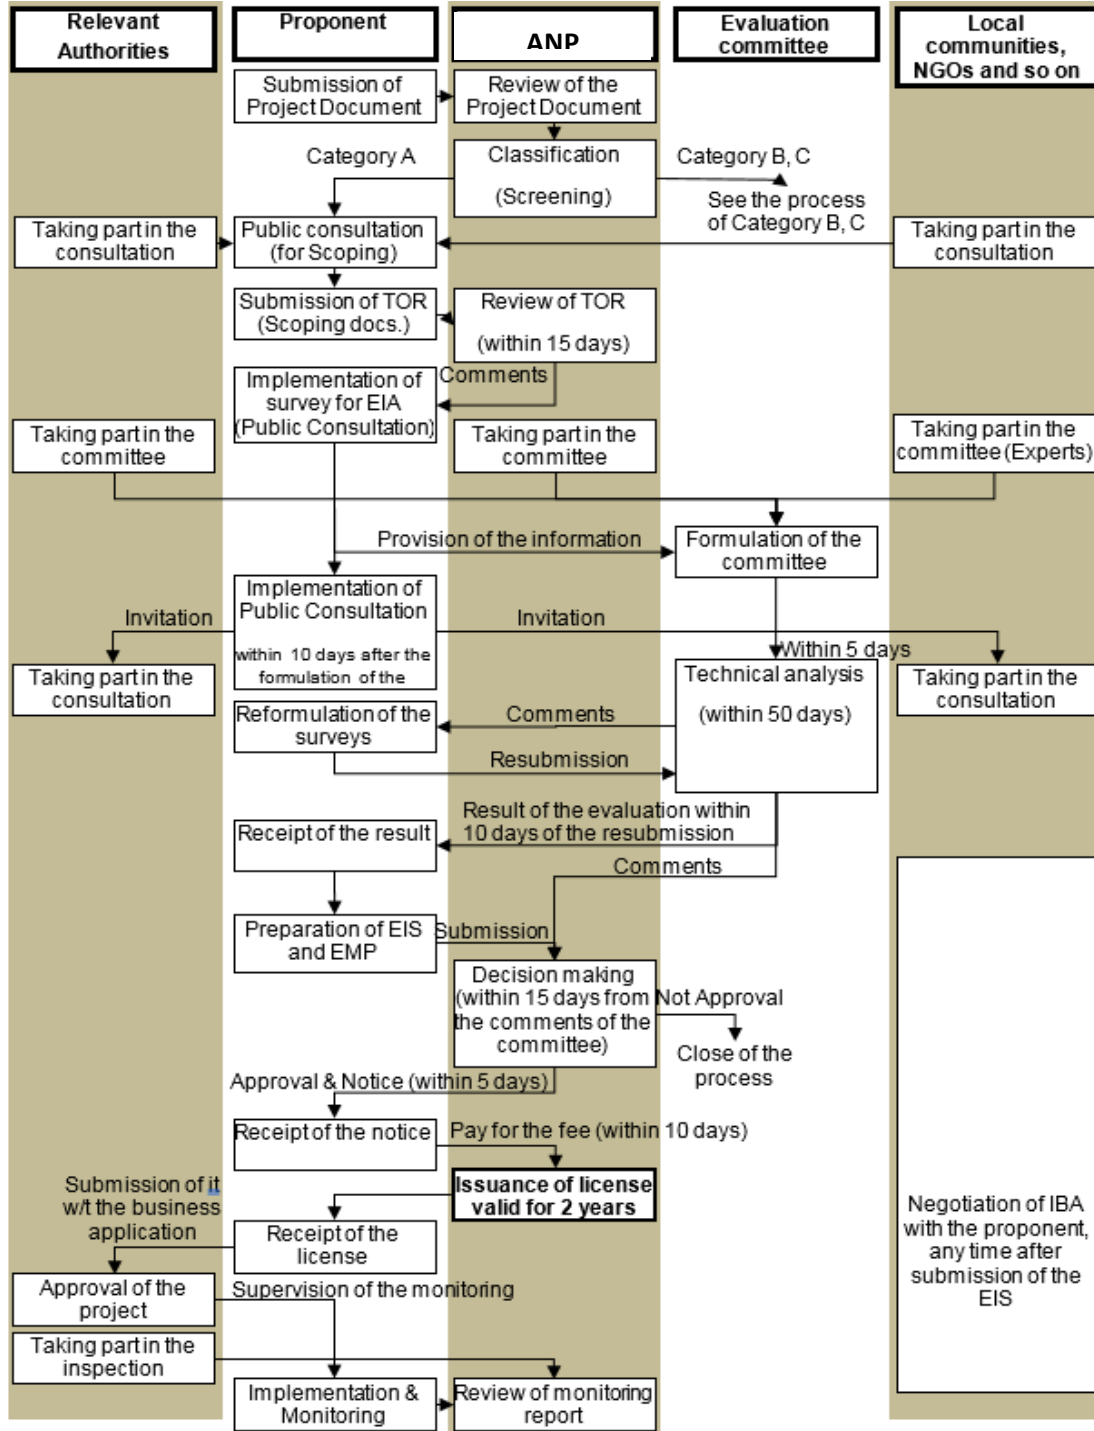 Relevant
Authorities
Proponent
ANP
Evaluation
committee
Local
communities,
NGOs and so on
Submission of
Project Document
Review of the
Project Document
Category A
Classification
(Screening)
Category B, C
See the process
of Category B, C
Taking part in the
consultation
Public consultation
(for Scoping)
Taking part in the
consultation
Submission of TOR
(Scoping docs.)
Review of TOR
(within 15 days)
Comments
Implementation of
survey for EIA
(Public Consultation)
Taking part in the
committee
Taking part in the
committee
Taking part in the
committee (Experts)
Provision of the information
Formulation of the
committee
Implementation of
Public Consultation
within 10 days after the
formulation of the
Invitation
Invitation
Within 5 days
Taking part in the
consultation
Technical analysis
(within 50 days)
Taking part in the
consultation
Reformulation of the
surveys
Comments
Resubmission
Result of the evaluation within
10 days of the resubmission
Receipt of the result
Comments
Preparation of EIS
and EMP
Submission
Decision making
(within 15 days from
the comments of the
committee)
Not Approval
Close of the
process
Approval & Notice (within 5 days)
Receipt of the notice
Pay for the fee (within 10 days)
Issuance of license
valid for 2 years
Submission of it
w/t the business
application
Receipt of the
license
Negotiation of IBA
with the proponent,
any time after
submission of the
EIS
Approval of the
project
Supervision of the monitoring
Taking part in the
inspection
Implementation &
Monitoring
Review of monitoring
report